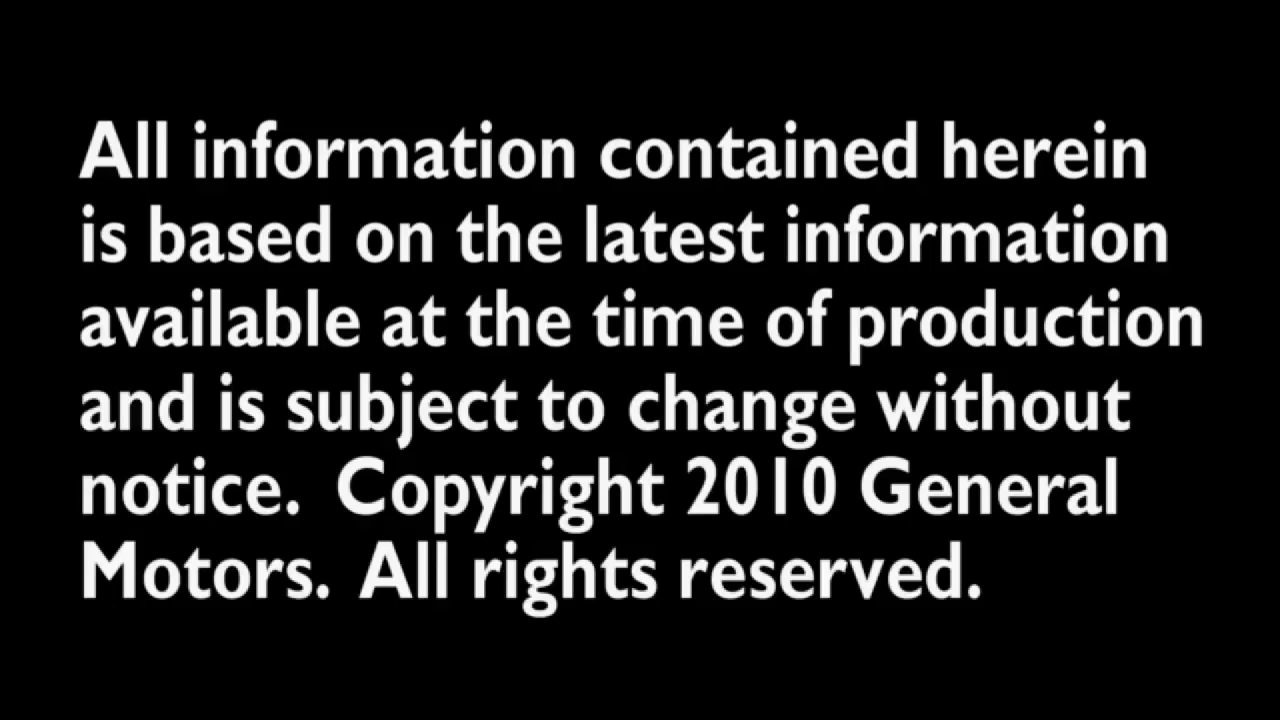 All information contained herein
is based on the latest information
available at the time of production
and is subject to change without
notice.  Copyright 2010 General
Motors.  All rights reserved.